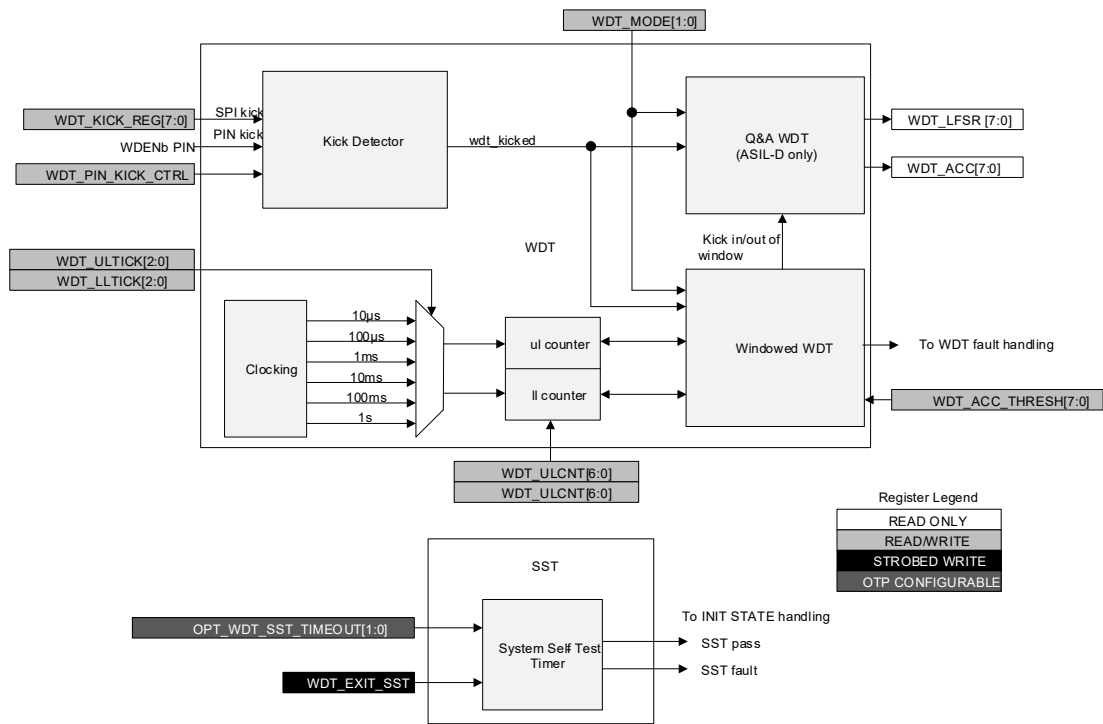 WDT_MODE[1:0]
WDT_KICK_REG[7:0]
SPI kick
PIN kick
WDENb PIN
WDT_PIN_KICK_CTRL
Kick Detector
wdt_kicked
Q&A WDT
(ASIL-D only)
WDT_LFSR [7:0]
WDT_ACC[7:0]
WDT
Kick in/out of
window
WDT_ULTICK[2:0]
WDT_LLTICK[2:0]
Clocking
10µs
100µs
1ms
10ms
100ms
1s
ul counter
ll counter
Windowed WDT
To WDT fault handling
WDT_ACC_THRESH[7:0]
WDT_ULCNT[6:0]
WDT_ULCNT[6:0]
Register Legend
READ ONLY
READ/WRITE
STROBED WRITE
OTP CONFIGURABLE
SST
OPT_WDT_SST_TIMEOUT[1:0]
WDT_EXIT_SST
System Self Test
Timer
To INIT STATE handling
SST pass
SST fault